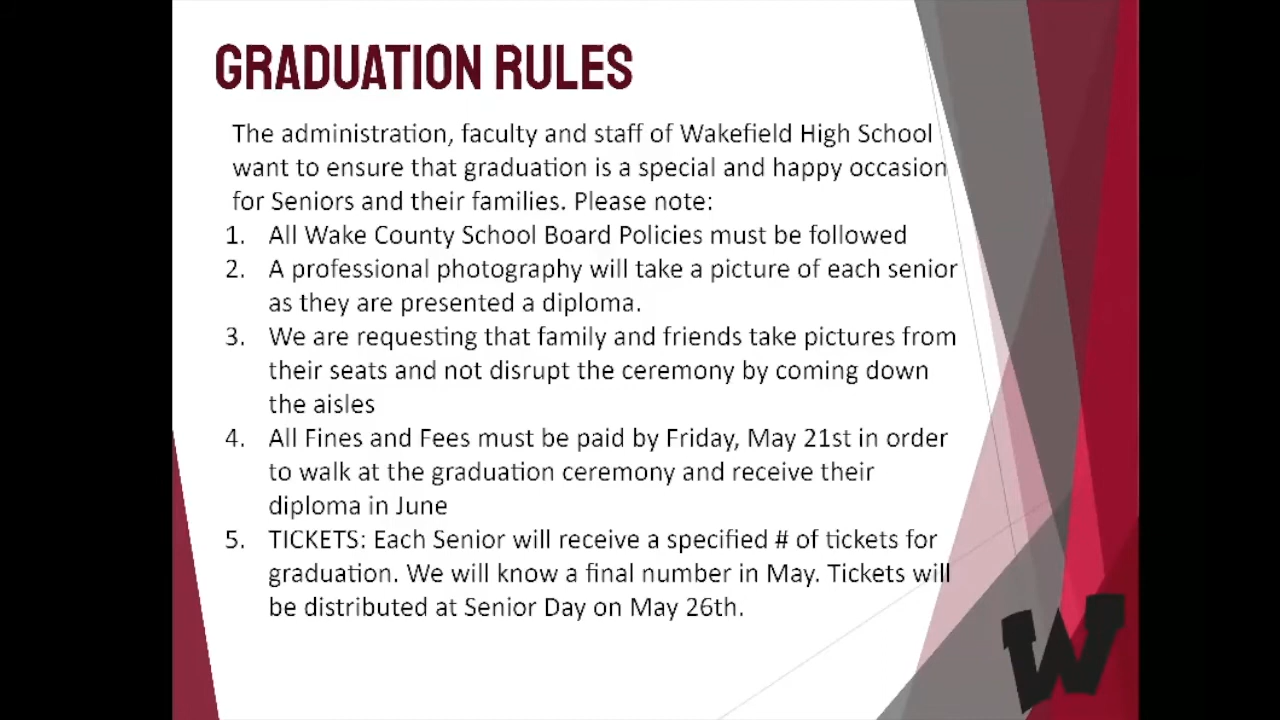 GRADUATION RULES
The administration, faculty and staff of Wakefield High School
want to ensure that graduation is a special and happy occasion
for Seniors and their families. Please note:
1. All Wake County School Board Policies must be followed
2. A professional photography will take a picture of each senior
as they are presented a diploma.
3. We are requesting that family and friends take pictures from
their seats and not disrupt the ceremony by coming down
the aisles
4. All Fines and Fees must be paid by Friday, May 21st in order
to walk at the graduation ceremony and receive their
diploma in June
5. TICKETS: Each Senior will receive a specified # of tickets for
graduation. We will know a final number in May. Tickets will
be distributed at Senior Day on May 26th.
W